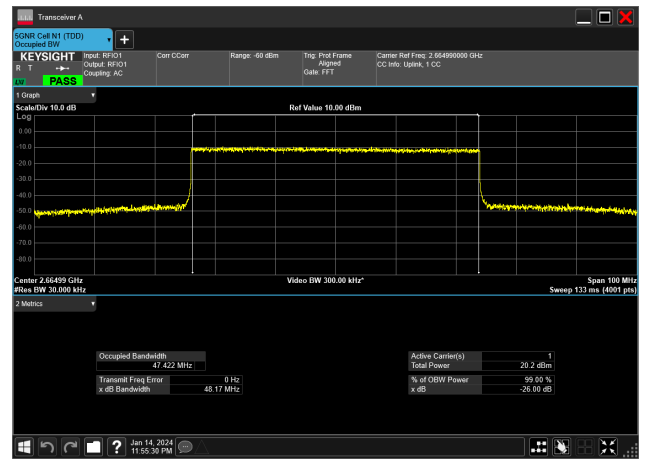 Transceiver A
5GNR Cell N1 (TDD)
Occupied BW
+
KEYSIGHT
R T
LW
PASS
Input: RFIO1
Output: RFIO1
Coupling: AC
Corr CCorr
Range: -60 dBm
Trig: Prot Frame
Aligned
Gate: FFT
Carrier Ref Freq: 2.664990000 GHz
CC Info: Uplink, 1 CC
1 Graph
Scale/Div 10.0 dB
Ref Value 10.00 dBm
Log
0.00
-10.0
-20.0
-30.0
-40.0
-50.0
-60.0
-70.0
-80.0
Center 2.66499 GHz
Video BW 300.00 kHz*
Span 100 MHz
#Res BW 30.000 kHz
Sweep 133 ms (4001 pts)
2 Metrics
Occupied Bandwidth
47.422 MHz
Active Carrier(s) 1
Total Power 20.2 dBm
Transmit Freq Error 0 Hz
x dB Bandwidth 48.17 MHz
% of OBW Power 99.00 %
x dB -26.00 dB
?
Jan 14, 2024
11:55:30 PM